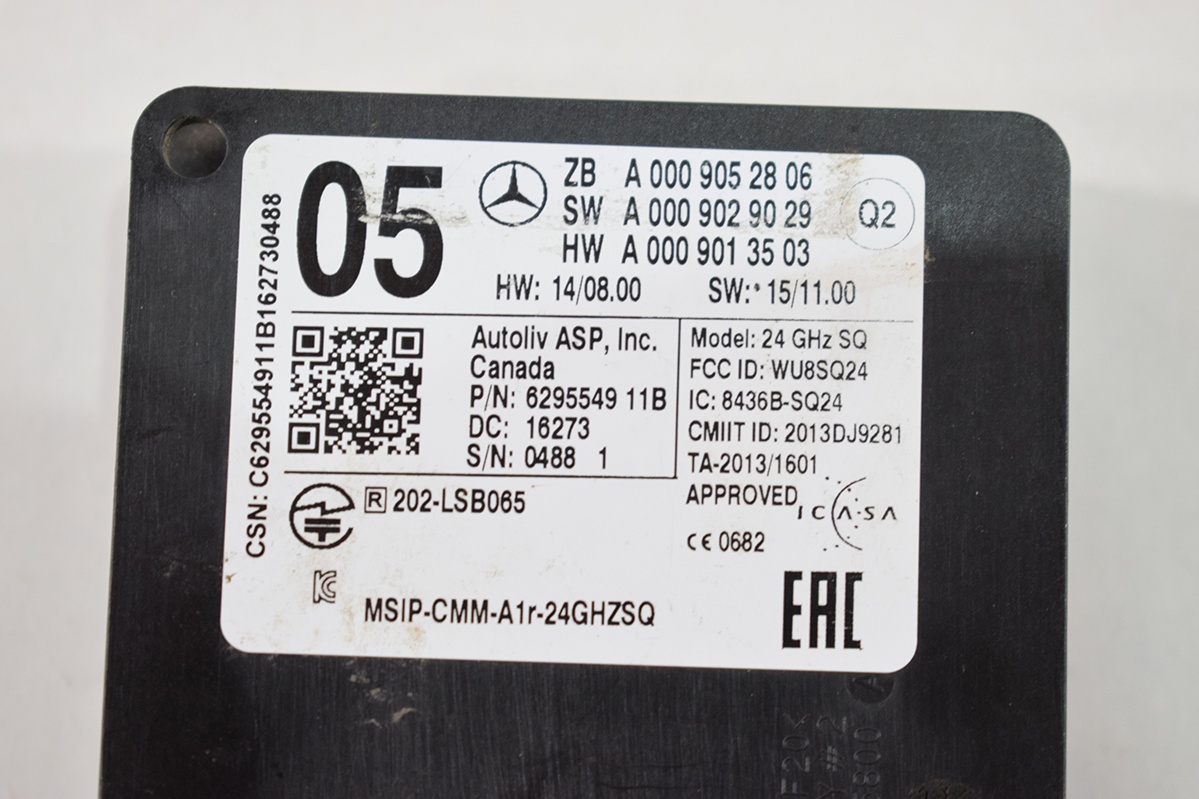 05
ZB A 000 905 28 06
SW A 000 902 90 29
HW A 000 901 35 03
Q2
HW: 14/08.00 SW: 15/11.00
CSN: C629554911B162730488
Autoliv ASP, Inc.
Canada
P/N: 6295549 11B
DC: 16273
S/N: 0488 1
Model: 24 GHz SQ
FCC ID: WU8SQ24
IC: 8436B-SQ24
CMIIT ID: 2013DJ9281
TA-2013/1601
APPROVED
ICASA
CE 0682
R 202-LSB065
KC
MSIP-CMM-A1r-24GHZSQ
EAC